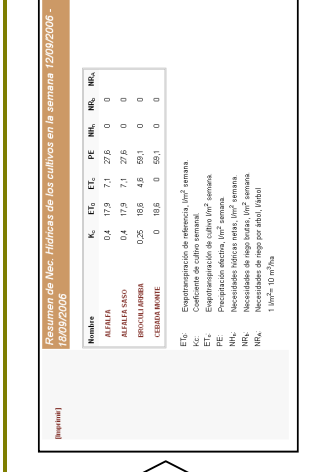 Resumen de Nec. Hídricas de los cultivos en la semana 12/09/2006 -
18/09/2006
[Imprimir]
Nombre Kc ET0 ETc PE NHn NRb NRA
ALFALFA 0,4 17,9 7,1 27,6 0 0 0
ALFALFA SASO 0,4 17,9 7,1 27,6 0 0 0
BROCULI ARRIBA 0,25 18,6 4,6 59,1 0 0 0
CEBADA MONTE 0 18,6 0 59,1 0 0 0
ET0: Evapotranspiración de referencia, l/m2 semana.
Kc: Coeficiente de cultivo semanal.
ETc: Evapotranspiración de cultivo l/m2 semana.
PE: Precipitación efectiva, l/m2 semana.
NHn: Necesidades hídricas netas, l/m2 semana.
NRb: Necesidades de riego brutas, l/m2 semana.
NRA: Necesidades de riego por árbol, l/árbol
1 l/m2= 10 m3/ha